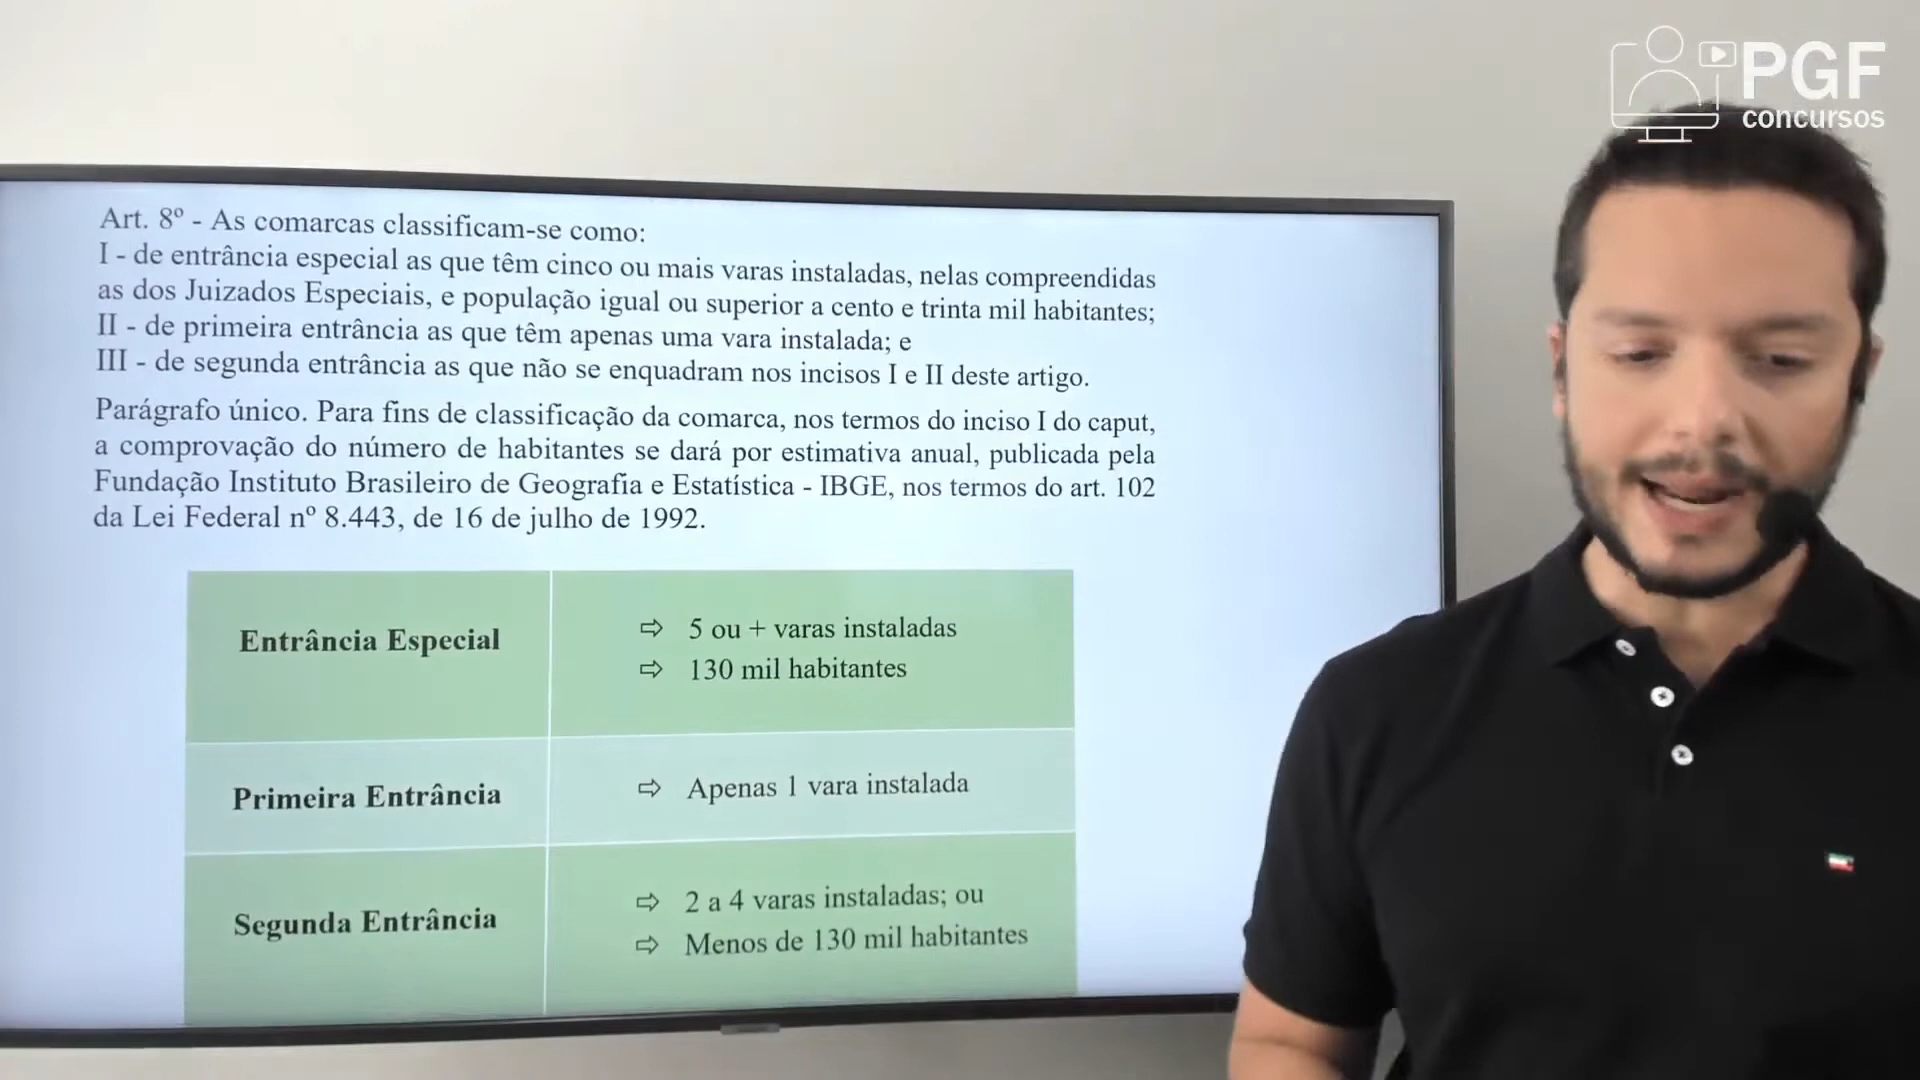 PGF
concursos
Art. 8º - As comarcas classificam-se como:
I - de entrância especial as que têm cinco ou mais varas instaladas, nelas compreendidas
as dos Juizados Especiais, e população igual ou superior a cento e trinta mil habitantes;
II - de primeira entrância as que têm apenas uma vara instalada; e
III - de segunda entrância as que não se enquadram nos incisos I e II deste artigo.
Parágrafo único. Para fins de classificação da comarca, nos termos do inciso I do caput,
a comprovação do número de habitantes se dará por estimativa anual, publicada pela
Fundação Instituto Brasileiro de Geografia e Estatística - IBGE, nos termos do art. 102
da Lei Federal nº 8.443, de 16 de julho de 1992.
Entrância Especial
⇨ 5 ou + varas instaladas
⇨ 130 mil habitantes
Primeira Entrância
⇨ Apenas 1 vara instalada
Segunda Entrância
⇨ 2 a 4 varas instaladas; ou
⇨ Menos de 130 mil habitantes